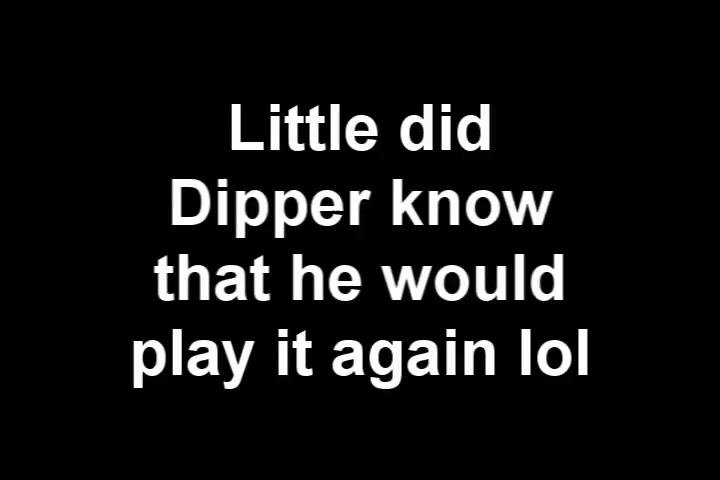 Little did
Dipper know
that he would
play it again lol